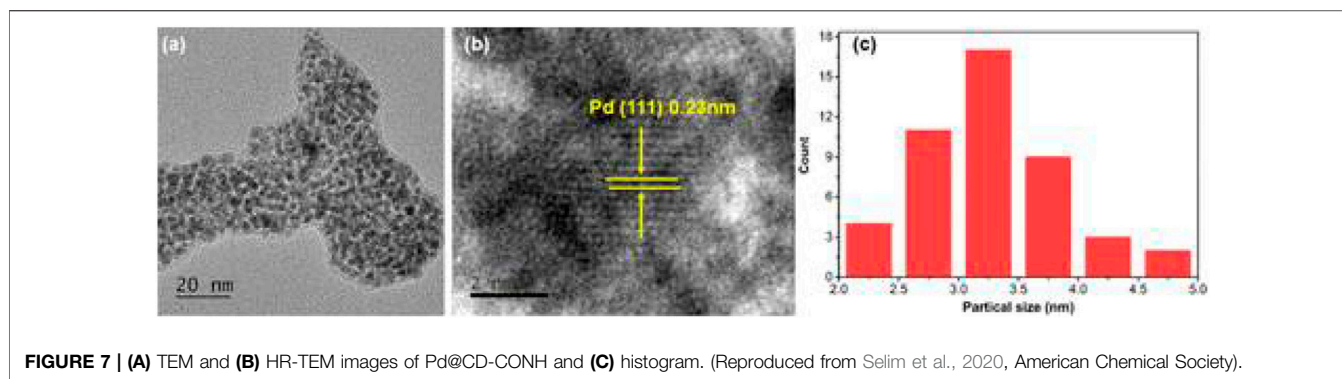 (a)
20 nm
(b)
Pd (111) 0.23nm
(c)
18
15
12
9
6
3
0
Count
2.0 2.5 3.0 3.5 4.0 4.5 5.0
Partical size (nm)
FIGURE 7 | (A) TEM and (B) HR-TEM images of Pd@CD-CONH and (C) histogram. (Reproduced from Selim et al., 2020, American Chemical Society).